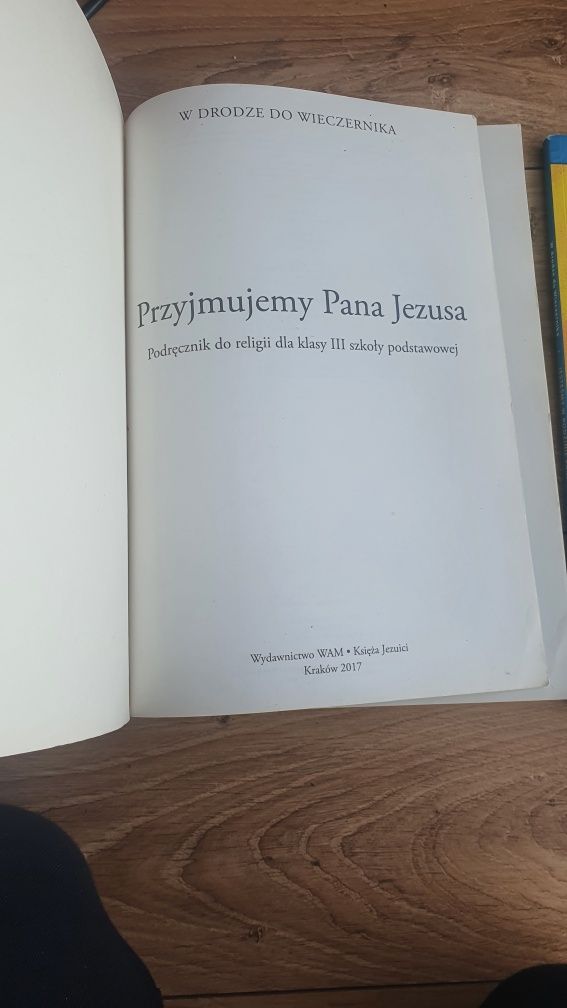 W DRODZE DO WIECZERNIKA
Przyjmujemy Pana Jezusa
Podręcznik do religii dla klasy III szkoły podstawowej
Wydawnictwo WAM • Księża Jezuici
Kraków 2017